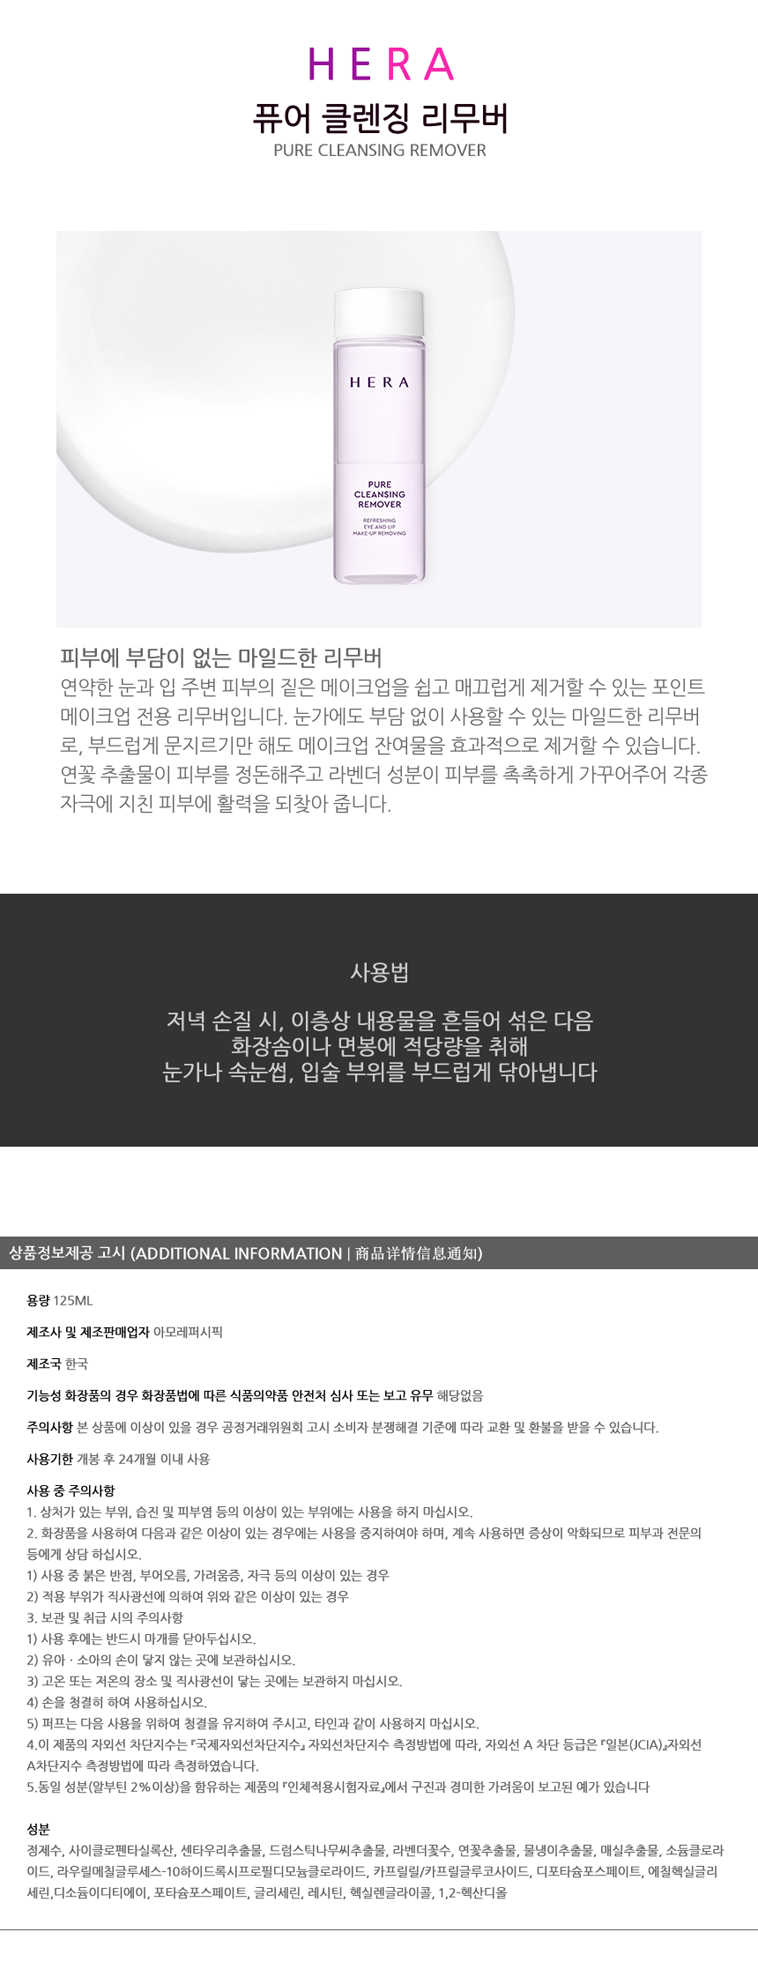 HERA
퓨어 클렌징 리무버
PURE CLEANSING REMOVER
HERA
PURE
CLEANSING
REMOVER
REFRESHING
EYE AND LIP
MAKE-UP REMOVING
피부에 부담이 없는 마일드한 리무버
연약한 눈과 입 주변 피부의 짙은 메이크업을 쉽고 매끄럽게 제거할 수 있는 포인트
메이크업 전용 리무버입니다. 눈가에도 부담 없이 사용할 수 있는 마일드한 리무버
로, 부드럽게 문지르기만 해도 메이크업 잔여물을 효과적으로 제거할 수 있습니다.
연꽃 추출물이 피부를 정돈해주고 라벤더 성분이 피부를 촉촉하게 가꾸어주어 각종
자극에 지친 피부에 활력을 되찾아 줍니다.
사용법
저녁 손질 시, 이층상 내용물을 흔들어 섞은 다음
화장솜이나 면봉에 적당량을 취해
눈가나 속눈썹, 입술 부위를 부드럽게 닦아냅니다
상품정보제공 고시 (ADDITIONAL INFORMATION | 商品详情信息通知)
용량 125ML
제조사 및 제조판매업자 아모레퍼시픽
제조국 한국
기능성 화장품의 경우 화장품법에 따른 식품의약품 안전처 심사 또는 보고 유무 해당없음
주의사항 본 상품에 이상이 있을 경우 공정거래위원회 고시 소비자 분쟁해결 기준에 따라 교환 및 환불을 받을 수 있습니다.
사용기한 개봉 후 24개월 이내 사용
사용 중 주의사항
1. 상처가 있는 부위, 습진 및 피부염 등의 이상이 있는 부위에는 사용을 하지 마십시오.
2. 화장품을 사용하여 다음과 같은 이상이 있는 경우에는 사용을 중지하여야 하며, 계속 사용하면 증상이 악화되므로 피부과 전문의
등에게 상담 하십시오.
1) 사용 중 붉은 반점, 부어오름, 가려움증, 자극 등의 이상이 있는 경우
2) 적용 부위가 직사광선에 의하여 위와 같은 이상이 있는 경우
3. 보관 및 취급 시의 주의사항
1) 사용 후에는 반드시 마개를 닫아두십시오.
2) 유아 · 소아의 손이 닿지 않는 곳에 보관하십시오.
3) 고온 또는 저온의 장소 및 직사광선이 닿는 곳에는 보관하지 마십시오.
4) 손을 청결히 하여 사용하십시오.
5) 퍼프는 다음 사용을 위하여 청결을 유지하여 주시고, 타인과 같이 사용하지 마십시오.
4.이 제품의 자외선 차단지수는 『국제자외선차단지수』 자외선차단지수 측정방법에 따라, 자외선 A 차단 등급은 『일본(JCIA)』자외선
A차단지수 측정방법에 따라 측정하였습니다.
5.동일 성분(알부틴 2%이상)을 함유하는 제품의 『인체적용시험자료』에서 구진과 경미한 가려움이 보고된 예가 있습니다
성분
정제수, 사이클로펜타실록산, 센타우리추출물, 드럼스틱나무씨추출물, 라벤더꽃수, 연꽃추출물, 물냉이추출물, 매실추출물, 소듐클로라
이드, 라우릴메칠글루세스-10하이드록시프로필디모늄클로라이드, 카프릴릴/카프릴글루코사이드, 디포타슘포스페이트, 에칠헥실글리
세린,디소듐이디티에이, 포타슘포스페이트, 글리세린, 레시틴, 헥실렌글라이콜, 1,2-헥산디올